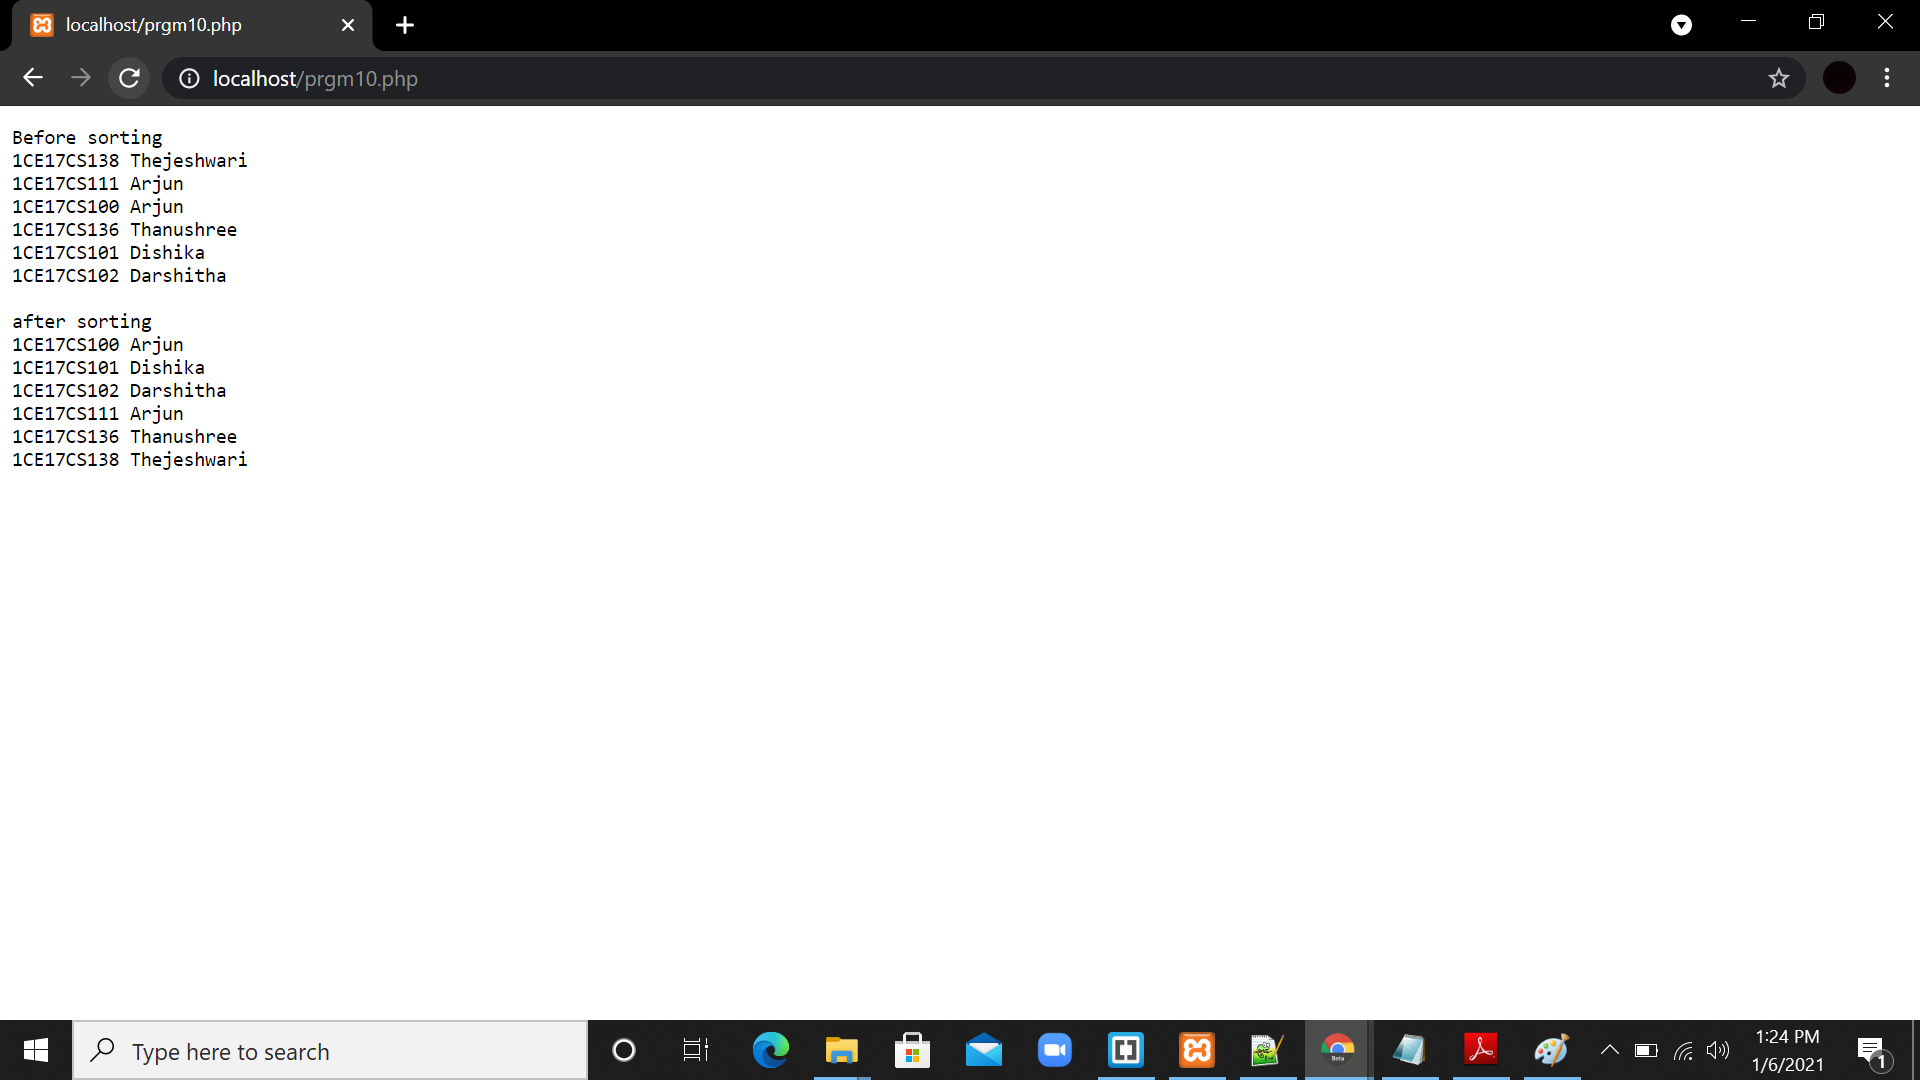 localhost/prgm10.php
localhost/prgm10.php
Before sorting
1CE17CS138 Thejeshwari
1CE17CS111 Arjun
1CE17CS100 Arjun
1CE17CS136 Thanushree
1CE17CS101 Dishika
1CE17CS102 Darshitha
after sorting
1CE17CS100 Arjun
1CE17CS101 Dishika
1CE17CS102 Darshitha
1CE17CS111 Arjun
1CE17CS136 Thanushree
1CE17CS138 Thejeshwari
Type here to search
Beta
1:24 PM
1/6/2021
1